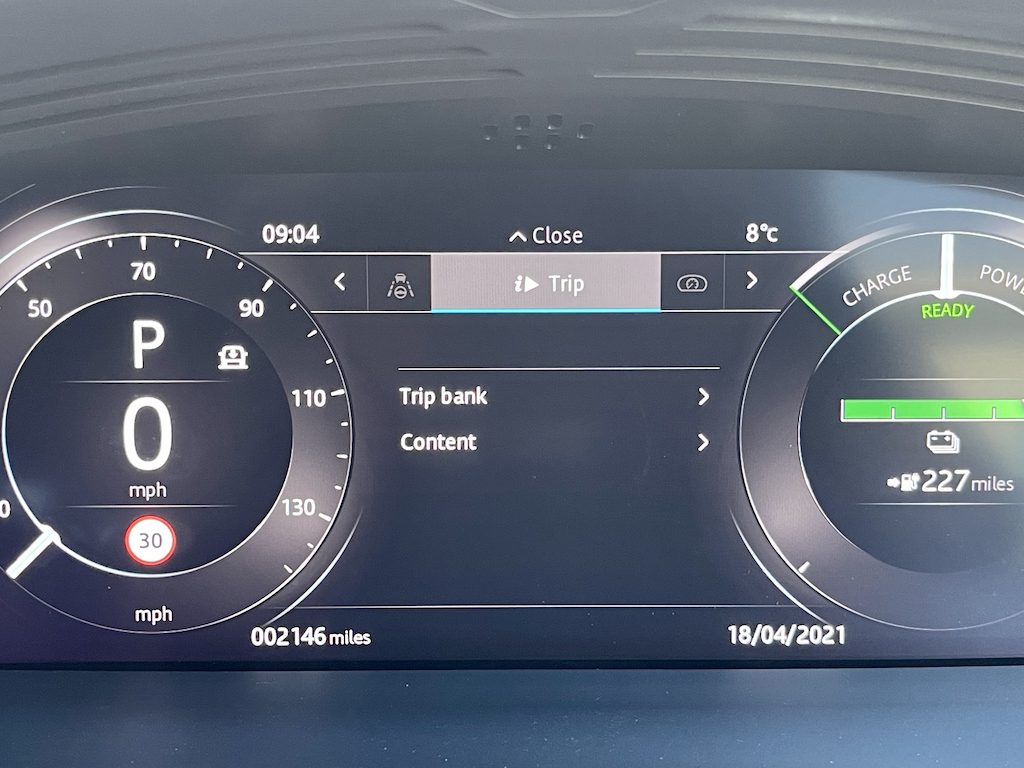 09:04
Close
8°c
i Trip
50
70
90
110
130
0
P
0
mph
30
mph
Trip bank
Content
CHARGE
READY
227 miles
002146 miles
18/04/2021